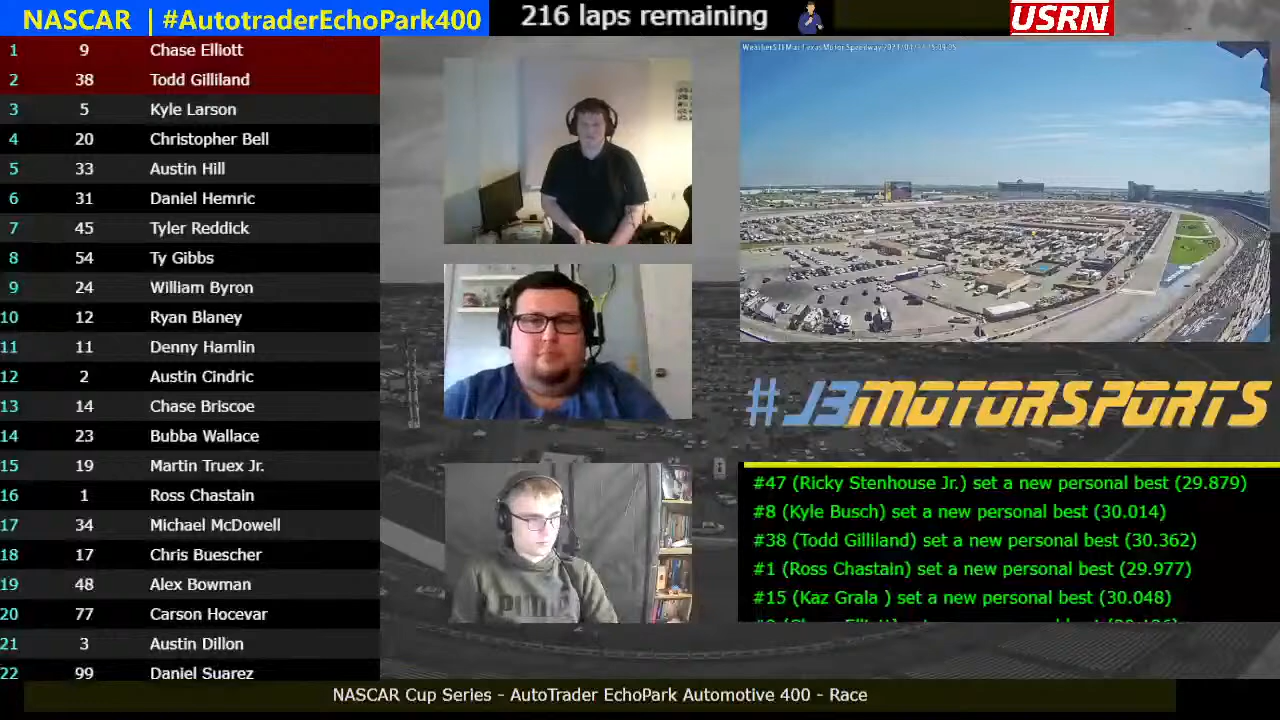 NASCAR | #AutotraderEchoPark400
216 laps remaining
USRN
1 9 Chase Elliott
2 38 Todd Gilliland
3 5 Kyle Larson
4 20 Christopher Bell
5 33 Austin Hill
6 31 Daniel Hemric
7 45 Tyler Reddick
8 54 Ty Gibbs
9 24 William Byron
10 12 Ryan Blaney
11 11 Denny Hamlin
12 2 Austin Cindric
13 14 Chase Briscoe
14 23 Bubba Wallace
15 19 Martin Truex Jr.
16 1 Ross Chastain
17 34 Michael McDowell
18 17 Chris Buescher
19 48 Alex Bowman
20 77 Carson Hocevar
21 3 Austin Dillon
22 99 Daniel Suarez
Texas Motor Speedway
PUMA
#JBMOTORSPORTS
#47 (Ricky Stenhouse Jr.) set a new personal best (29.879)
#8 (Kyle Busch) set a new personal best (30.014)
#38 (Todd Gilliland) set a new personal best (30.362)
#1 (Ross Chastain) set a new personal best (29.977)
#15 (Kaz Grala ) set a new personal best (30.048)
NASCAR Cup Series - AutoTrader EchoPark Automotive 400 - Race